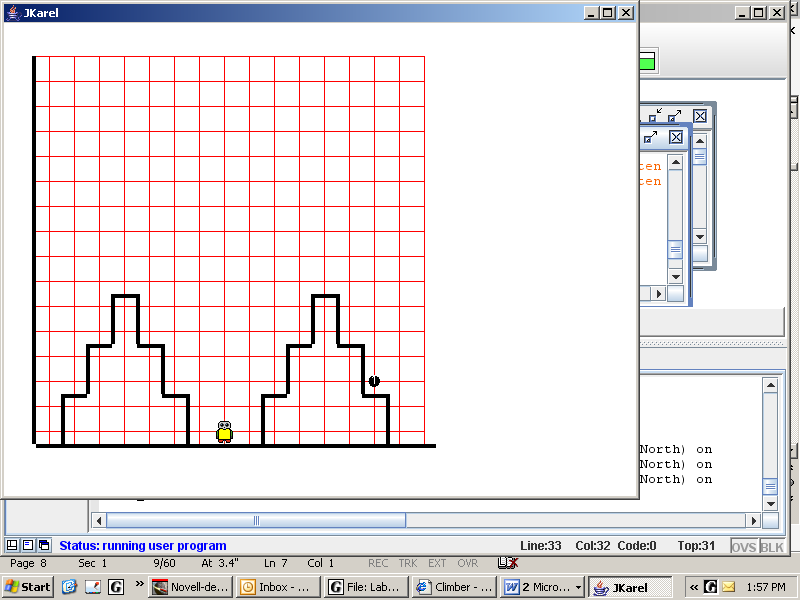 JKarel
ten
ten
North) on
North) on
North) on
Status: running user program
Line:33 Col:32 Code:0 Top:31
OVS BLK
Page 8 Sec 1 9/60 At 3.4" Ln 7 Col 1 REC TRK EXT OVR
Start G » Novell-de... Inbox - ... G File: Lab... Climber - ... W 2 Micro... JKarel « G 1:57 PM